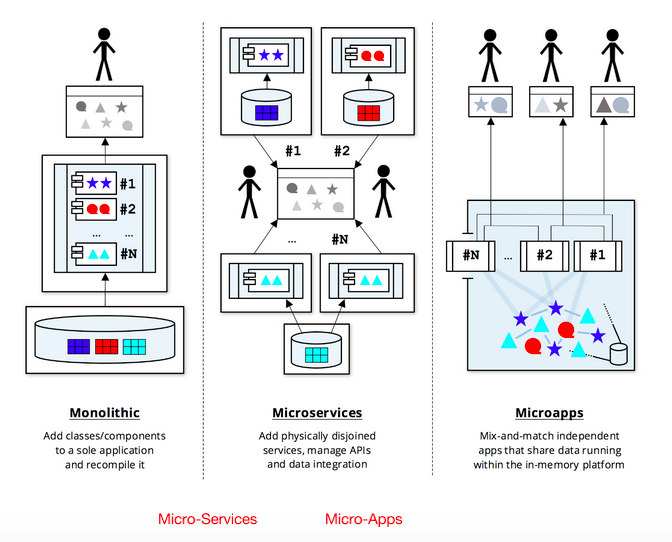 #1
#2
... ...
#N
#1 #2
... #N
#N ... #2 #1
Monolithic
Add classes/components
to a sole application
and recompile it
Microservices
Add physically disjoined
services, manage APIs
and data integration
Microapps
Mix-and-match independent
apps that share data running
within the in-memory platform
Micro-Services Micro-Apps